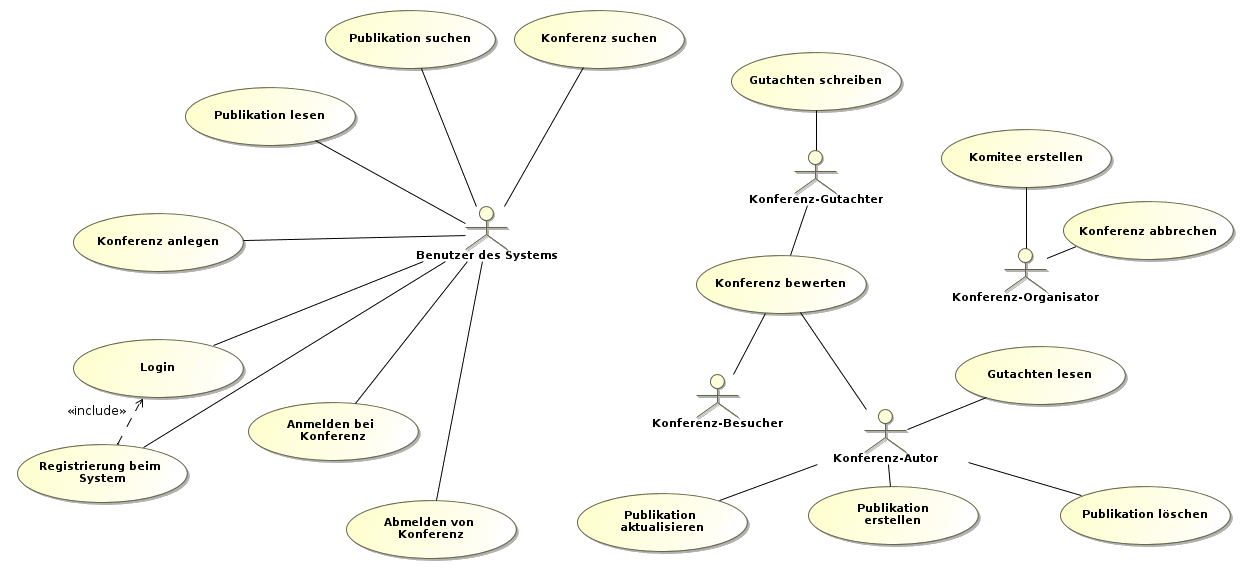 Publikation suchen
Konferenz suchen
Gutachten schreiben
Publikation lesen
Komitee erstellen
Konferenz-Gutachter
Konferenz abbrechen
Konferenz anlegen
Benutzer des Systems
Konferenz bewerten
Konferenz-Organisator
Login
Gutachten lesen
«include»
Anmelden bei
Konferenz
Konferenz-Besucher
Konferenz-Autor
Registrierung beim
System
Abmelden von
Konferenz
Publikation
aktualisieren
Publikation
erstellen
Publikation löschen